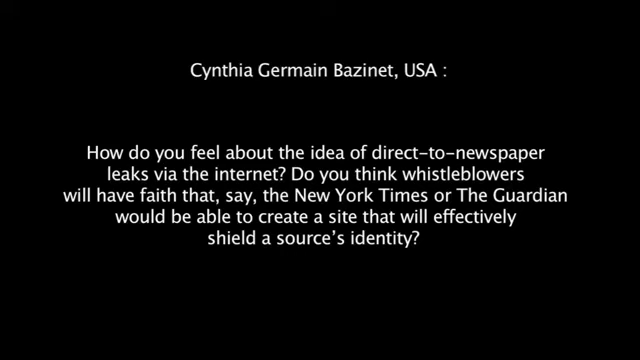 Cynthia Germain Bazinet, USA :
How do you feel about the idea of direct-to-newspaper
leaks via the internet? Do you think whistleblowers
will have faith that, say, the New York Times or The Guardian
would be able to create a site that will effectively
shield a source's identity?